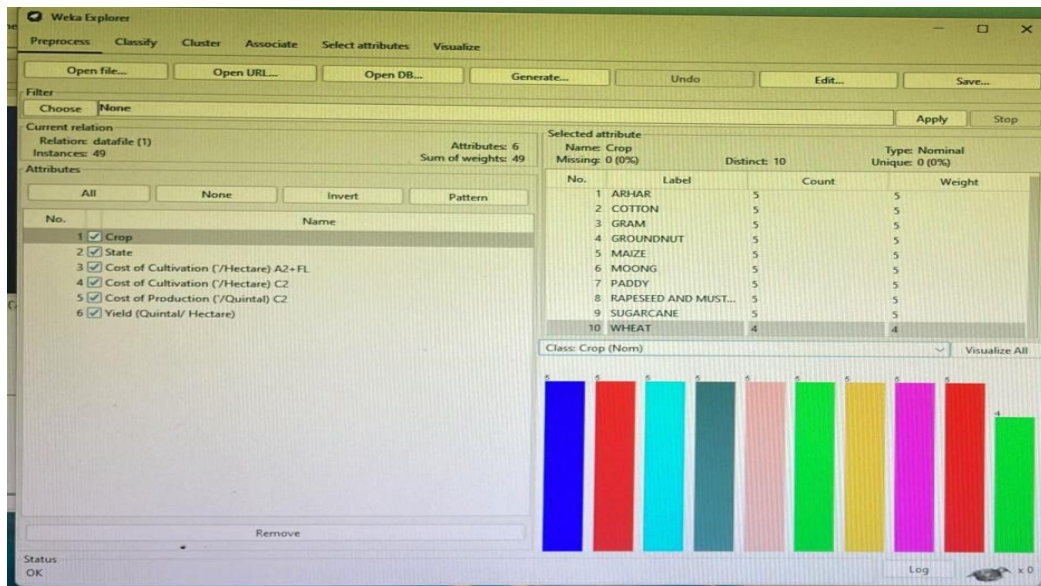 Weka Explorer
Preprocess Classify Cluster Associate Select attributes Visualize
Open file... Open URL... Open DB... Generate... Undo Edit... Save...
Filter
Choose None Apply Stop
Current relation
Relation: datafile (1) Attributes: 6
Instances: 49 Sum of weights: 49
Attributes
All None Invert Pattern
No. Name
1 Crop
2 State
3 Cost of Cultivation (`/Hectare) A2+FL
4 Cost of Cultivation (`/Hectare) C2
5 Cost of Production (`/Quintal) C2
6 Yield (Quintal/ Hectare)
Remove
Selected attribute
Name: Crop Type: Nominal
Missing: 0 (0%) Distinct: 10 Unique: 0 (0%)
No. Label Count Weight
1 ARHAR 5 5
2 COTTON 5 5
3 GRAM 5 5
4 GROUNDNUT 5 5
5 MAIZE 5 5
6 MOONG 5 5
7 PADDY 5 5
8 RAPESEED AND MUST... 5 5
9 SUGARCANE 5 5
10 WHEAT 4 4
Class: Crop (Nom) Visualize All
5 5 5 5 5 5 5 5 5 4
Status
OK Log x 0